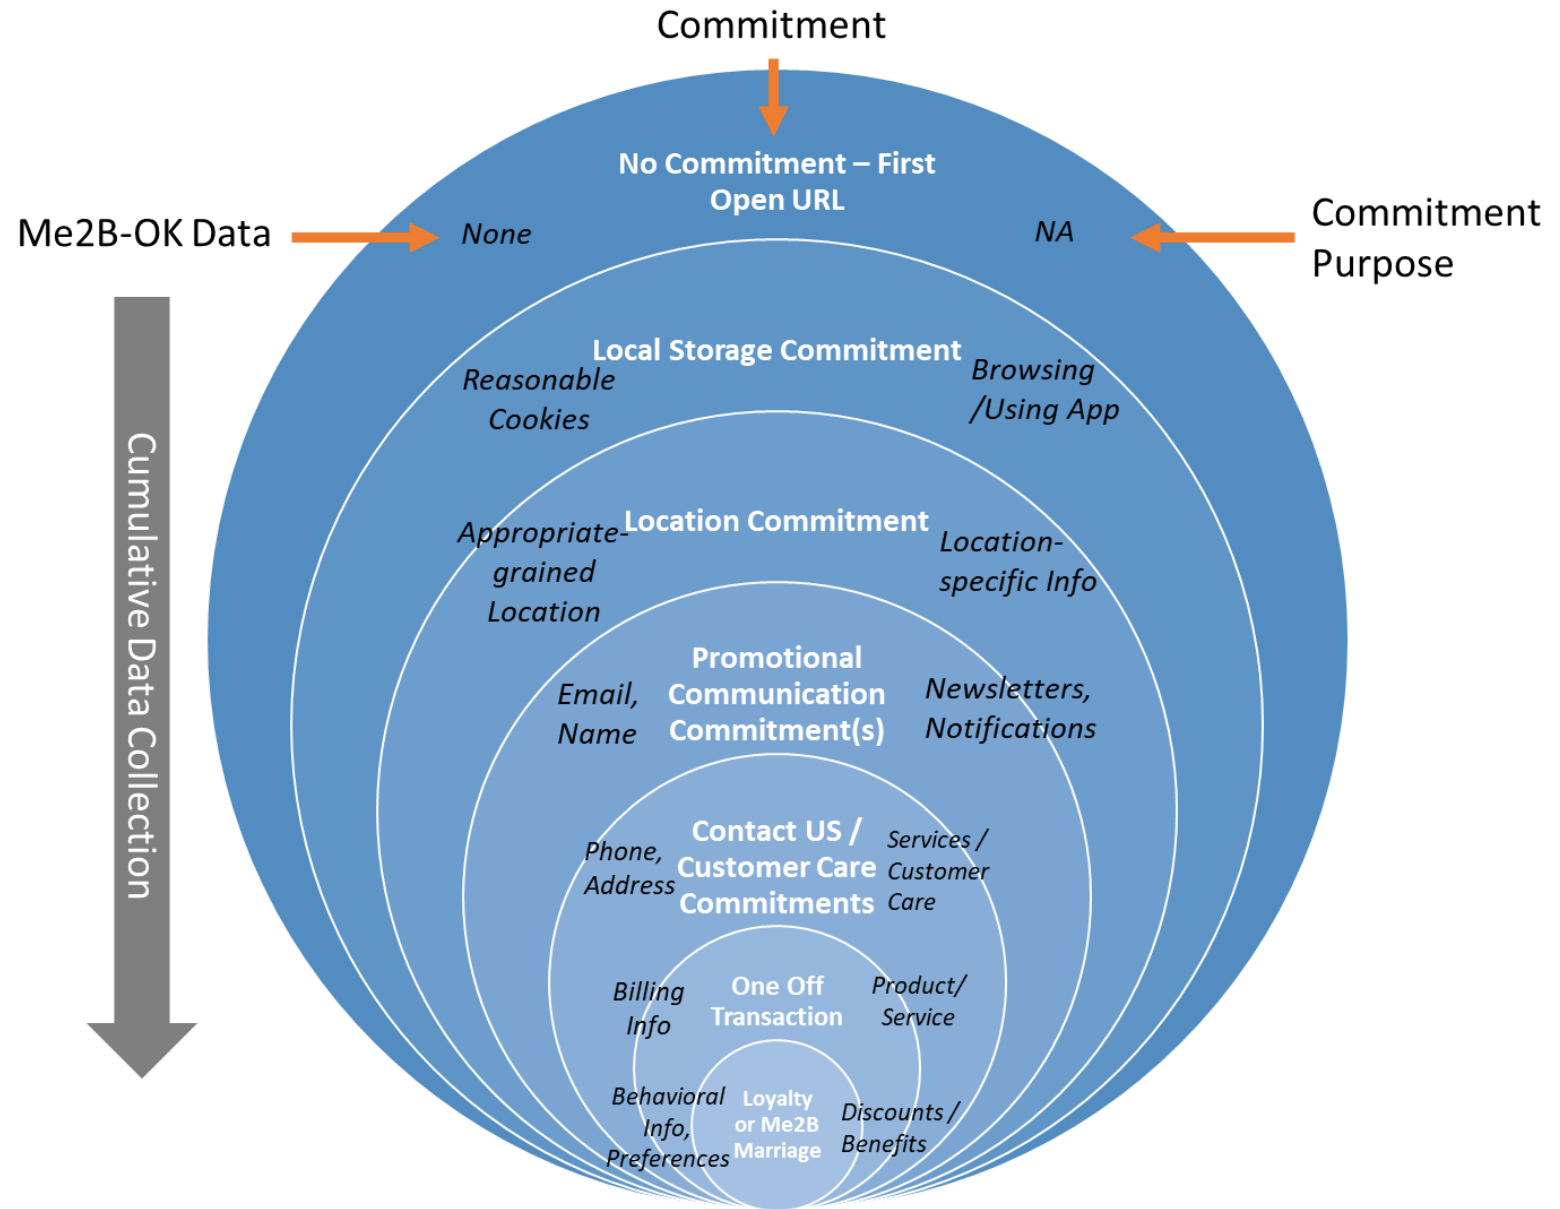 Commitment
No Commitment – First
Open URL
Me2B-OK Data
None
NA
Commitment
Purpose
Local Storage Commitment
Reasonable
Cookies
Browsing
/Using App
Cumulative Data Collection
Location Commitment
Appropriate-
grained
Location
Location-
specific Info
Promotional
Communication
Commitment(s)
Email,
Name
Newsletters,
Notifications
Contact US /
Customer Care
Commitments
Phone,
Address
Services /
Customer
Care
One Off
Transaction
Billing
Info
Product/
Service
Loyalty
or Me2B
Marriage
Behavioral
Info,
Preferences
Discounts /
Benefits